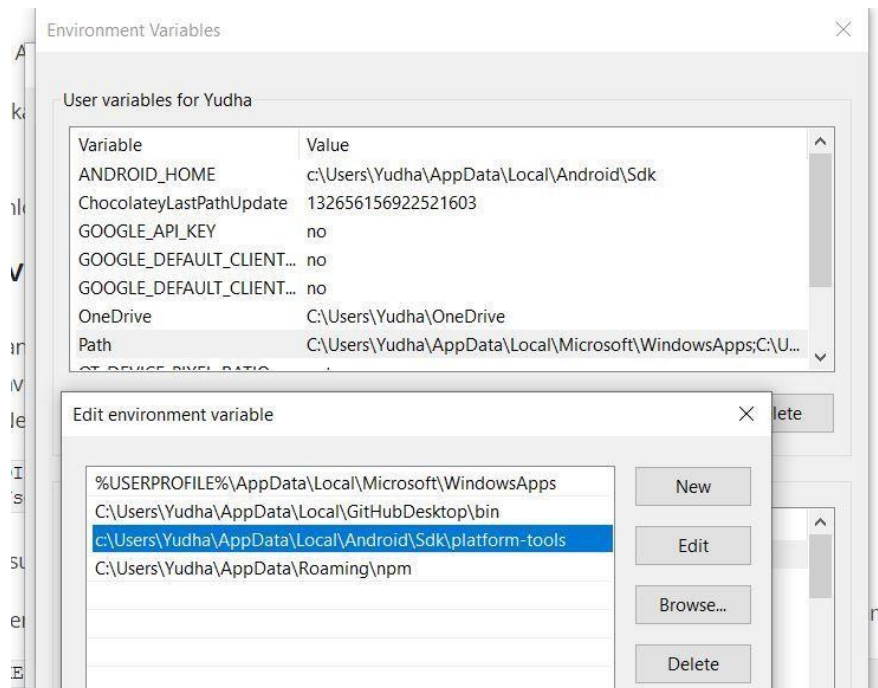 Environment Variables
User variables for Yudha
Variable Value
ANDROID_HOME c:\Users\Yudha\AppData\Local\Android\Sdk
ChocolateyLastPathUpdate 132656156922521603
GOOGLE_API_KEY no
GOOGLE_DEFAULT_CLIENT... no
GOOGLE_DEFAULT_CLIENT... no
OneDrive C:\Users\Yudha\OneDrive
Path C:\Users\Yudha\AppData\Local\Microsoft\WindowsApps;C:\U...
Edit environment variable
lete
%USERPROFILE%\AppData\Local\Microsoft\WindowsApps
New
C:\Users\Yudha\AppData\Local\GitHubDesktop\bin
c:\Users\Yudha\AppData\Local\Android\Sdk\platform-tools
Edit
C:\Users\Yudha\AppData\Roaming\npm
Browse...
Delete